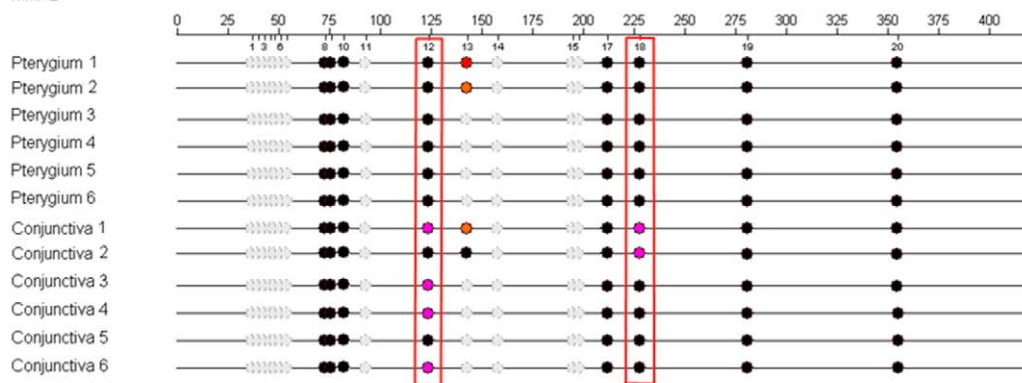 0 25 50 75 100 125 150 175 200 225 250 275 300 325 350 375 400
1 3 6 8 10 11 12 13 14 15 17 18 19 20
Pterygium 1
Pterygium 2
Pterygium 3
Pterygium 4
Pterygium 5
Pterygium 6
Conjunctiva 1
Conjunctiva 2
Conjunctiva 3
Conjunctiva 4
Conjunctiva 5
Conjunctiva 6